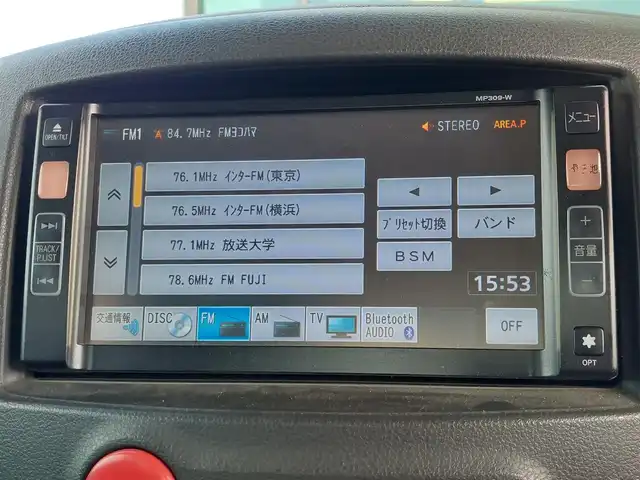 MP309-W
OPEN/TILT
FM1 A 84.7MHz FMヨコハマ
STEREO AREA.P
メニュー
76.1MHz インターFM(東京)
76.5MHz インターFM(横浜)
77.1MHz 放送大学
78.6MHz FM FUJI
プリセット切換 バンド
BSM
15:53
TRACK/
P.LIST
+
音量
-
交通情報 DISC FM AM TV Bluetooth
AUDIO
OFF
OPT